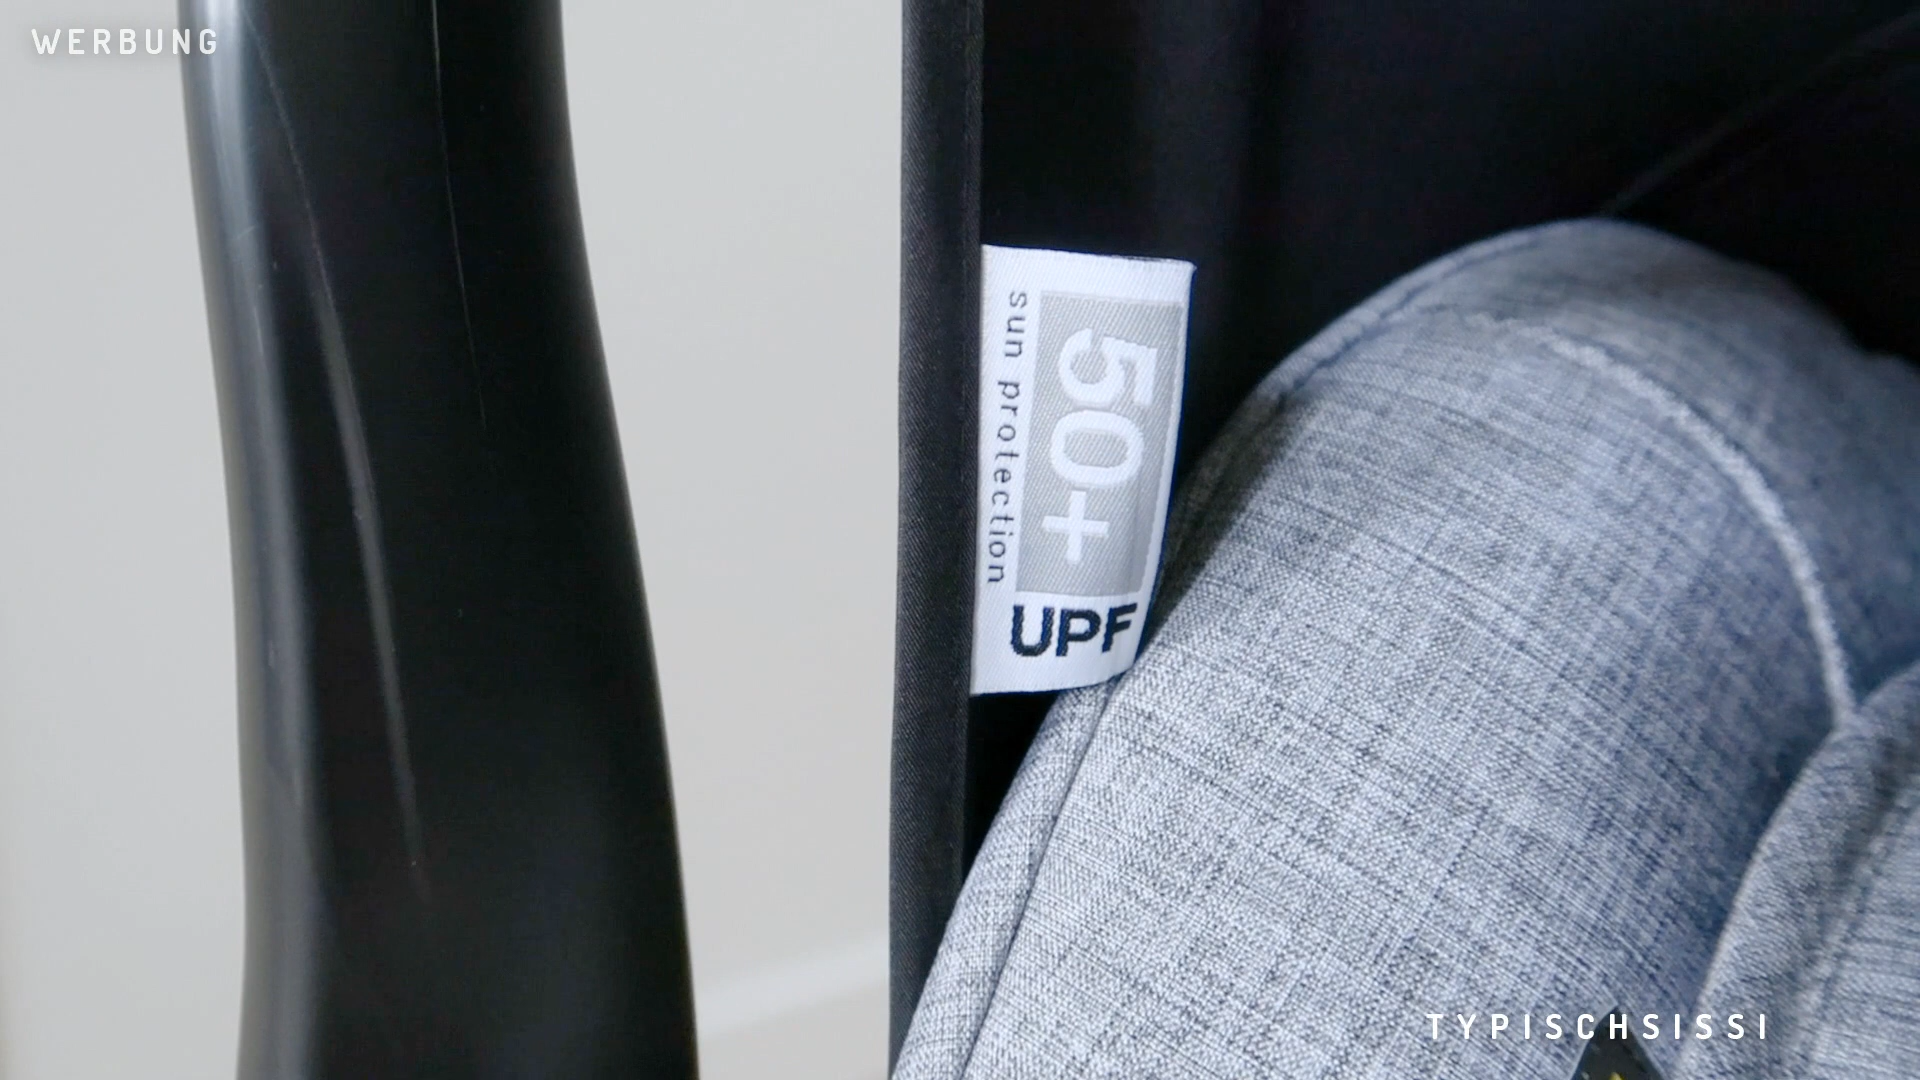 WERBUNG
sun protection
50+
UPF
TYPISCHSISSI